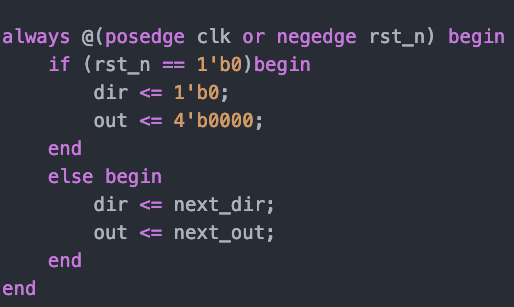 always @(posedge clk or negedge rst_n) begin
    if (rst_n == 1'b0)begin
        dir <= 1'b0;
        out <= 4'b0000;
    end
    else begin
        dir <= next_dir;
        out <= next_out;
    end
end